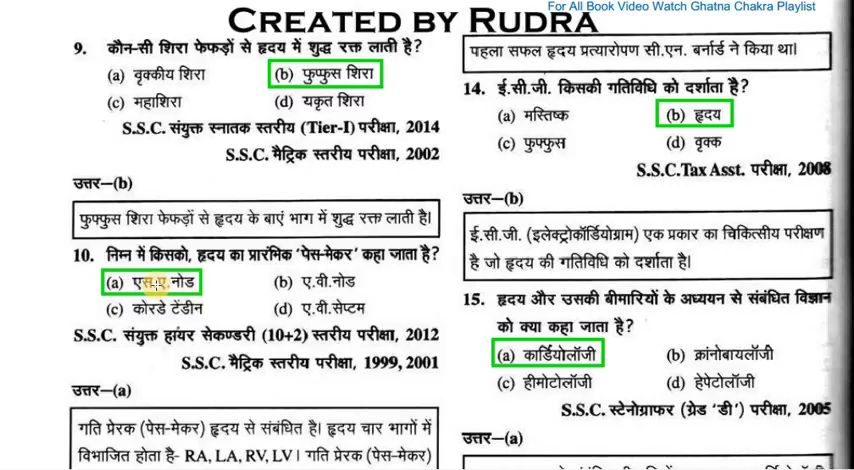 For All Book Video Watch Ghatna Chakra Playlist
CREATED BY RUDRA
9. कौन-सी शिरा फेफड़ों से हृदय में शुद्ध रक्त लाती है?
(a) वृक्कीय शिरा (b) फुप्फुस शिरा
(c) महाशिरा (d) यकृत शिरा
S.S.C. संयुक्त स्नातक स्तरीय (Tier-I) परीक्षा, 2014
S.S.C. मैट्रिक स्तरीय परीक्षा, 2002
उत्तर—(b)
फुफ्फुस शिरा फेफड़ों से हृदय के बाएं भाग में शुद्ध रक्त लाती है।
10. निम्न में किसको, हृदय का प्रारंभिक 'पेस-मेकर' कहा जाता है?
(a) एस.ए.नोड (b) ए.वी.नोड
(c) कोरडे टेंडीन (d) ए.वी.सेप्टम
S.S.C. संयुक्त हायर सेकण्डरी (10+2) स्तरीय परीक्षा, 2012
S.S.C. मैट्रिक स्तरीय परीक्षा, 1999, 2001
उत्तर—(a)
गति प्रेरक (पेस-मेकर) हृदय से संबंधित है। हृदय चार भागों में
विभाजित होता है- RA, LA, RV, LV। गति प्रेरक (पेस-मेकर)
पहला सफल हृदय प्रत्यारोपण सी.एन. बर्नार्ड ने किया था।
14. ई.सी.जी. किसकी गतिविधि को दर्शाता है?
(a) मस्तिष्क (b) हृदय
(c) फुफ्फुस (d) वृक्क
S.S.C.Tax Asst. परीक्षा, 2008
उत्तर—(b)
ई.सी.जी. (इलेक्ट्रोकॉर्डियोग्राम) एक प्रकार का चिकित्सीय परीक्षण
है जो हृदय की गतिविधि को दर्शाता है।
15. हृदय और उसकी बीमारियों के अध्ययन से संबंधित विज्ञान
को क्या कहा जाता है?
(a) कार्डियोलॉजी (b) क्रांनोबायलॉजी
(c) हीमोटोलॉजी (d) हेपेटोलॉजी
S.S.C. स्टेनोग्राफर (ग्रेड 'डी') परीक्षा, 2005
उत्तर—(a)